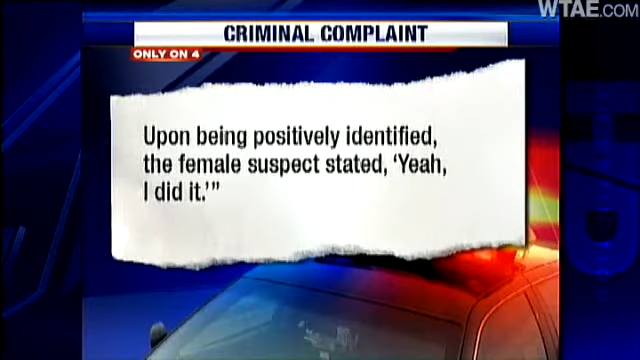 WTAE.COM
CRIMINAL COMPLAINT
ONLY ON 4
Upon being positively identified,
the female suspect stated, ‘Yeah,
I did it.’”